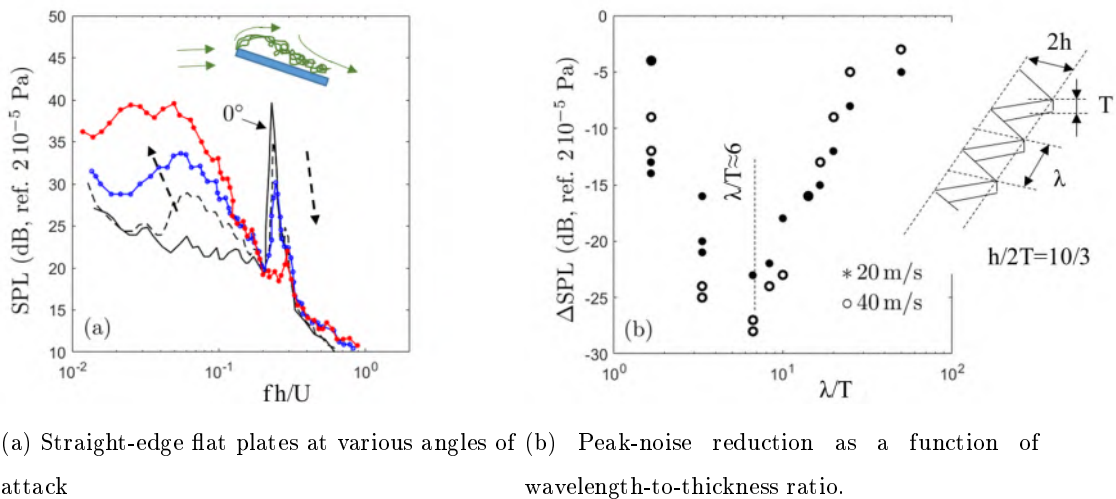 50
45
40
35
30
25
20
15
10
SPL (dB, ref. 2 10⁻⁵ Pa)
0°
(a)
10⁻² 10⁻¹ 10⁰
f h/U
0
-5
-10
-15
-20
-25
-30
ΔSPL (dB, ref. 2 10⁻⁵ Pa)
λ/T≈6
2h
T
λ
h/2T=10/3
* 20 m/s
o 40 m/s
(b)
10⁰ 10¹ 10²
λ/T
(a) Straight-edge flat plates at various angles of
attack
(b) Peak-noise reduction as a function of
wavelength-to-thickness ratio.